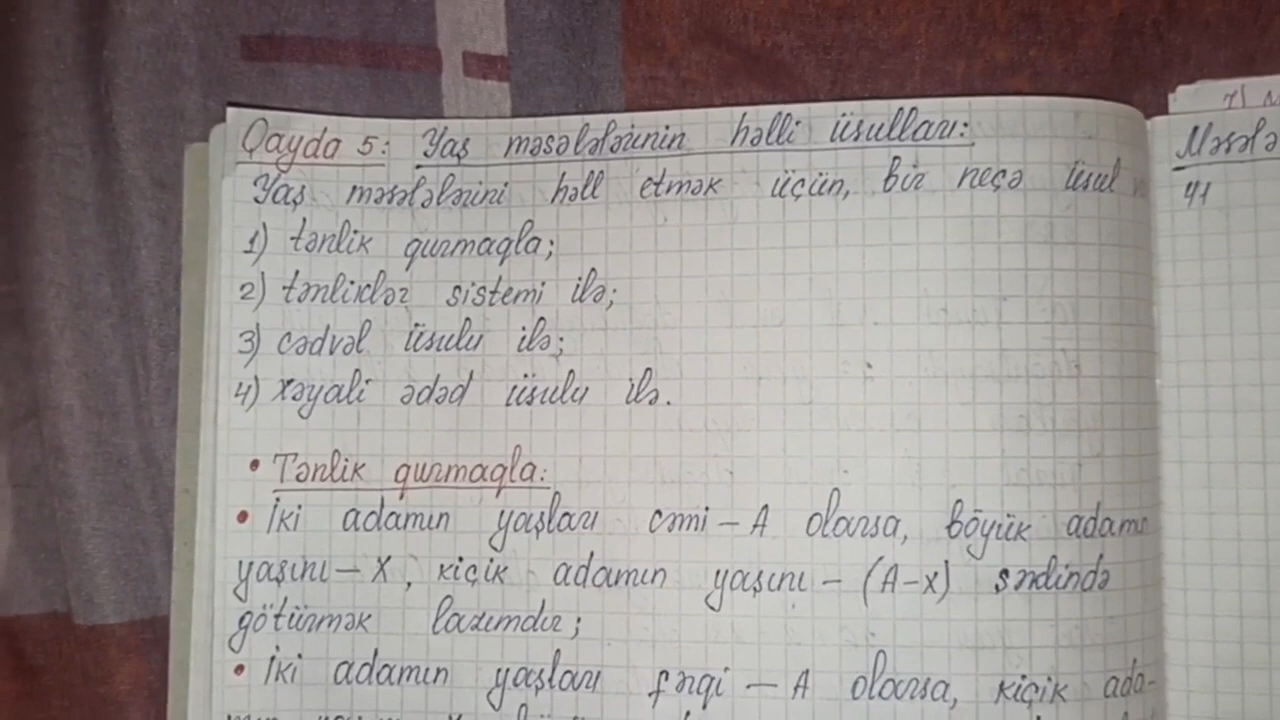 Qayda 5: Yaş məsələlərinin həlli üsulları:
Yaş məsələlərini həll etmək üçün, bir neçə üsul
1) tənlik qurmaqla;
2) tənliklər sistemi ilə;
3) cədvəl üsulu ilə;
4) xəyali ədəd üsulu ilə.
• Tənlik qurmaqla:
• İki adamın yaşları cəmi – A olarsa, böyük adamı
yaşını – X, kiçik adamın yaşını – (A–x) şəklində
götürmək lazımdır;
• İki adamın yaşları fərqi – A olarsa, kiçik ada-
Məsələ
41